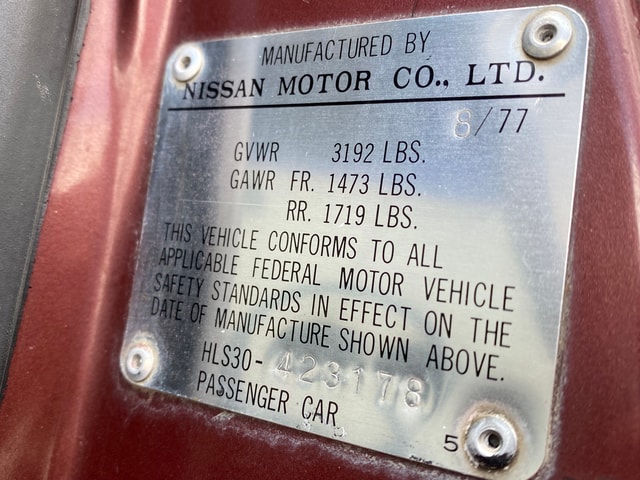 MANUFACTURED BY
NISSAN MOTOR CO., LTD.
8/77
GVWR 3192 LBS.
GAWR FR. 1473 LBS.
RR. 1719 LBS.
THIS VEHICLE CONFORMS TO ALL
APPLICABLE FEDERAL MOTOR VEHICLE
SAFETY STANDARDS IN EFFECT ON THE
DATE OF MANUFACTURE SHOWN ABOVE.
HLS30-423178
PASSENGER CAR
5